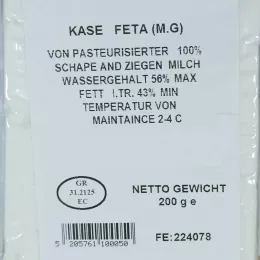 KASE FETA (M.G)
VON PASTEURISIERTER 100%
SCHAPE AND ZIEGEN MILCH
WASSERGEHALT 56% MAX
FETT I.TR. 43% MIN
TEMPERATUR VON
MAINTAINCE 2-4 C
GR
31.2125
EC
NETTO GEWICHT
200 g e
5 205761 100050
FE:224078